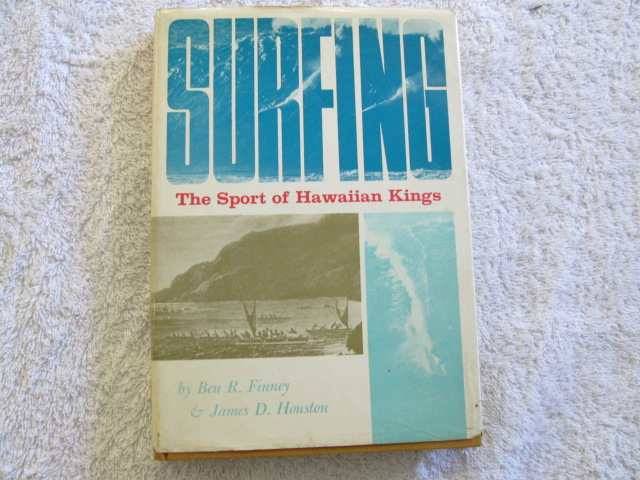 SURFING
The Sport of Hawaiian Kings
by Ben R. Finney
& James D. Houston